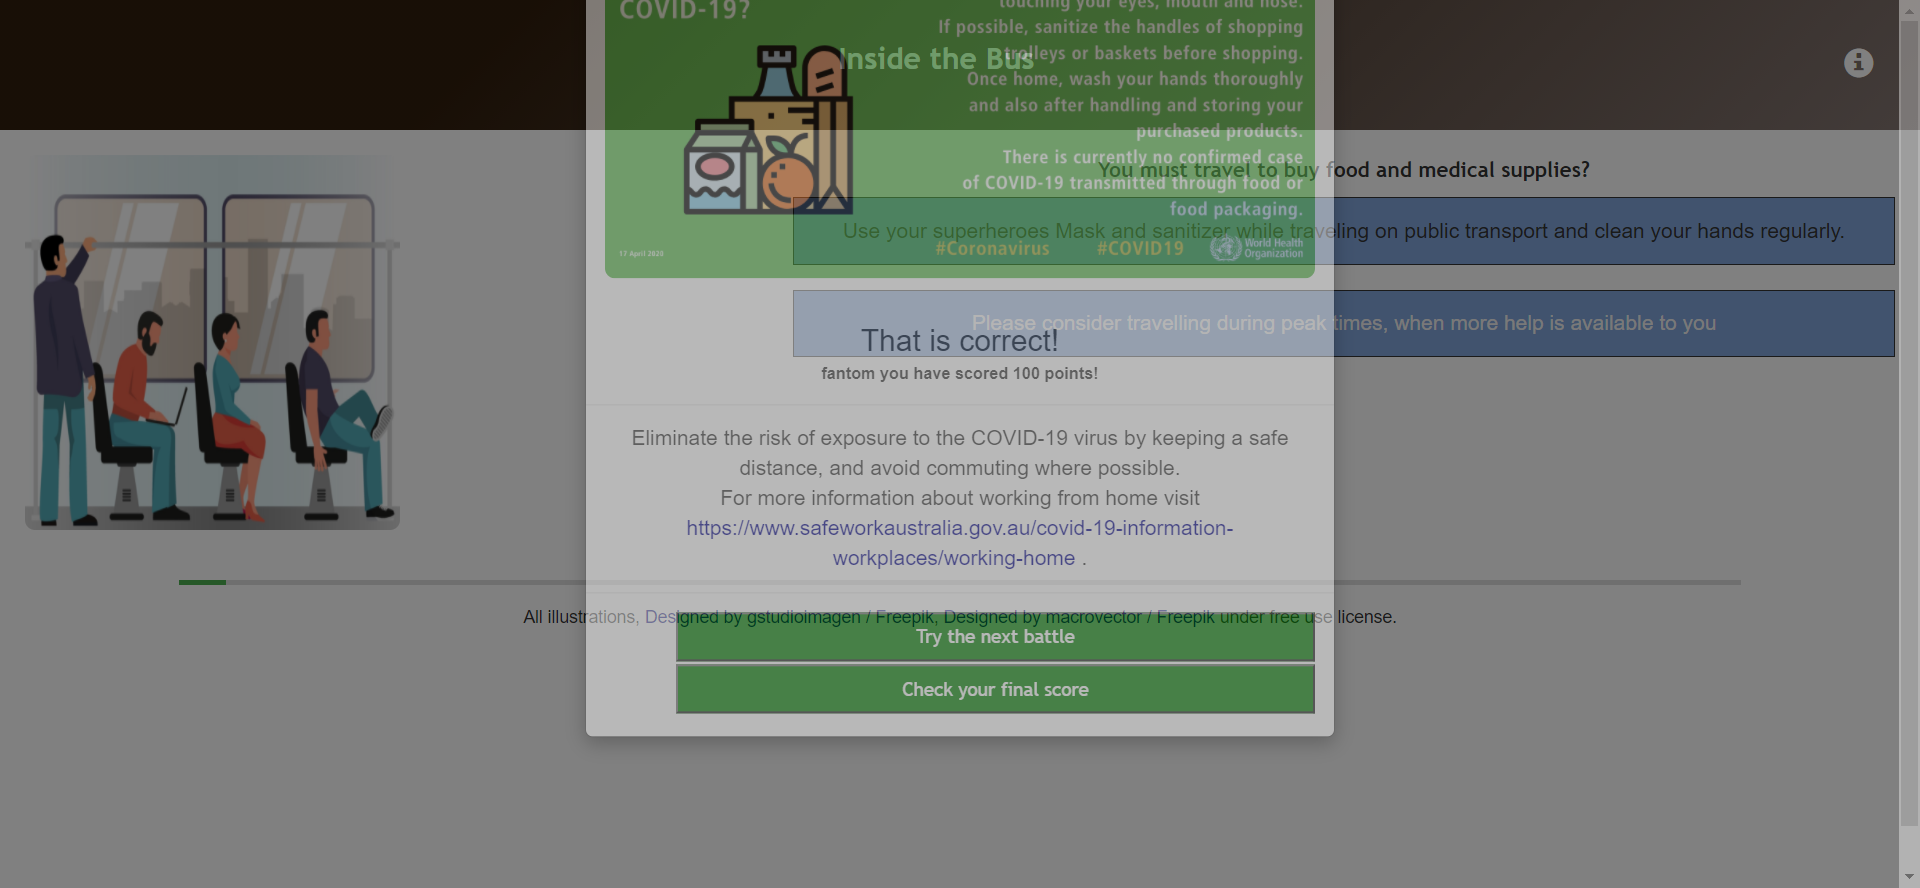 COVID-19?
touching your eyes, mouth and nose.
If possible, sanitize the handles of shopping
trolleys or baskets before shopping.
Once home, wash your hands thoroughly
and also after handling and storing your
purchased products.
There is currently no confirmed case
of COVID-19 transmitted through food or
food packaging.
17 April 2020
#Coronavirus
#COVID19
World Health
Organization
Inside the Bus
You must travel to buy food and medical supplies?
Use your superheroes Mask and sanitizer while traveling on public transport and clean your hands regularly.
Please consider travelling during peak times, when more help is available to you
That is correct!
fantom you have scored 100 points!
Eliminate the risk of exposure to the COVID-19 virus by keeping a safe
distance, and avoid commuting where possible.
For more information about working from home visit
https://www.safeworkaustralia.gov.au/covid-19-information-
workplaces/working-home .
All illustrations, Designed by gstudioimagen / Freepik, Designed by macrovector / Freepik under free use license.
Try the next battle
Check your final score